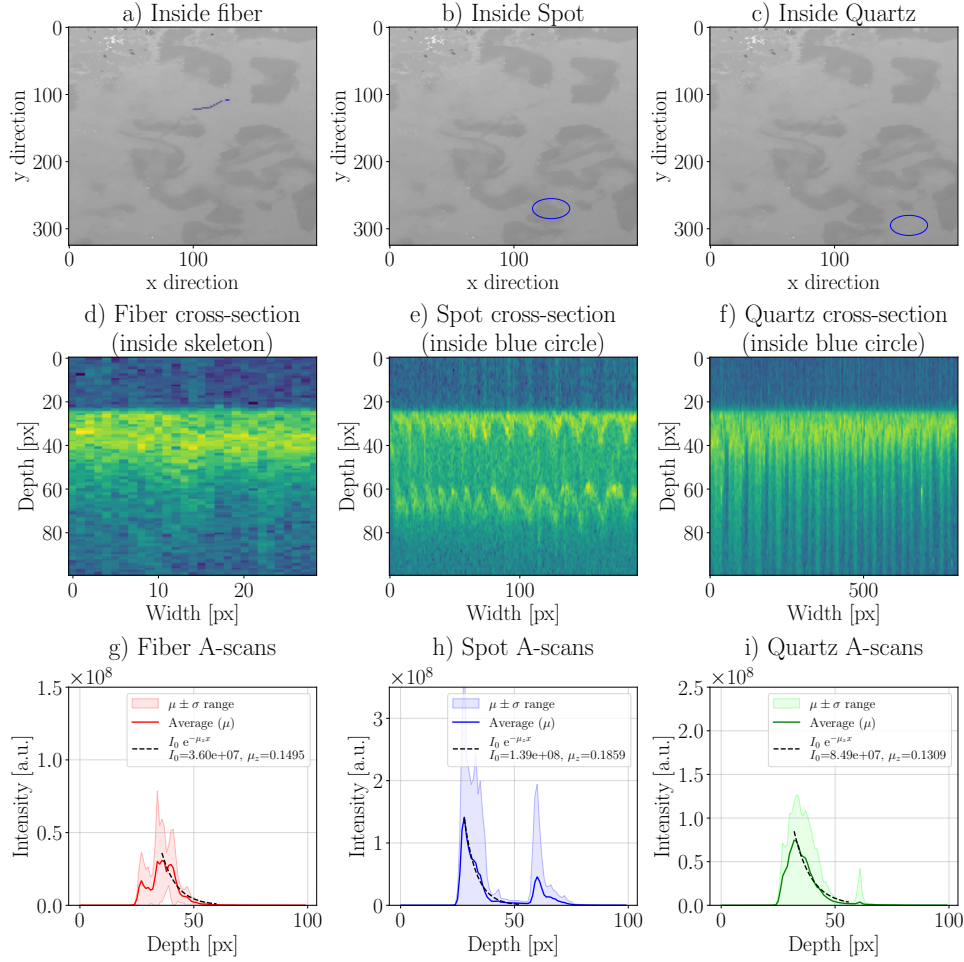 a) Inside fiber
b) Inside Spot
c) Inside Quartz
0
100
200
300
y direction
0
100
x direction
0
100
200
300
y direction
100
x direction
0
100
200
300
y direction
100
x direction
d) Fiber cross-section
(inside skeleton)
e) Spot cross-section
(inside blue circle)
f) Quartz cross-section
(inside blue circle)
0
20
40
60
80
Depth [px]
0
10
20
Width [px]
0
20
40
60
80
Depth [px]
0
100
Width [px]
0
20
40
60
80
Depth [px]
0
500
Width [px]
g) Fiber A-scans
h) Spot A-scans
i) Quartz A-scans
×10⁸
1.5
1.0
0.5
0.0
Intensity [a.u.]
μ ± σ range
Average (μ)
I₀ e^{-μ_z x}
I₀=3.60e+07, μ_z=0.1495
0
50
100
Depth [px]
×10⁸
3
2
1
0
Intensity [a.u.]
μ ± σ range
Average (μ)
I₀ e^{-μ_z x}
I₀=1.39e+08, μ_z=0.1859
0
50
100
Depth [px]
×10⁸
2.5
2.0
1.5
1.0
0.5
0.0
Intensity [a.u.]
μ ± σ range
Average (μ)
I₀ e^{-μ_z x}
I₀=8.49e+07, μ_z=0.1309
0
50
100
Depth [px]